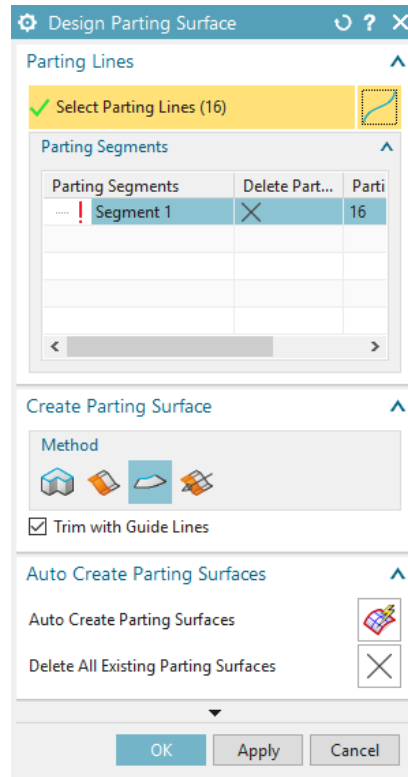 Design Parting Surface
Parting Lines
Select Parting Lines (16)
Parting Segments
Parting Segments Delete Part... Parti
Segment 1 16
Create Parting Surface
Method
Trim with Guide Lines
Auto Create Parting Surfaces
Auto Create Parting Surfaces
Delete All Existing Parting Surfaces
OK Apply Cancel